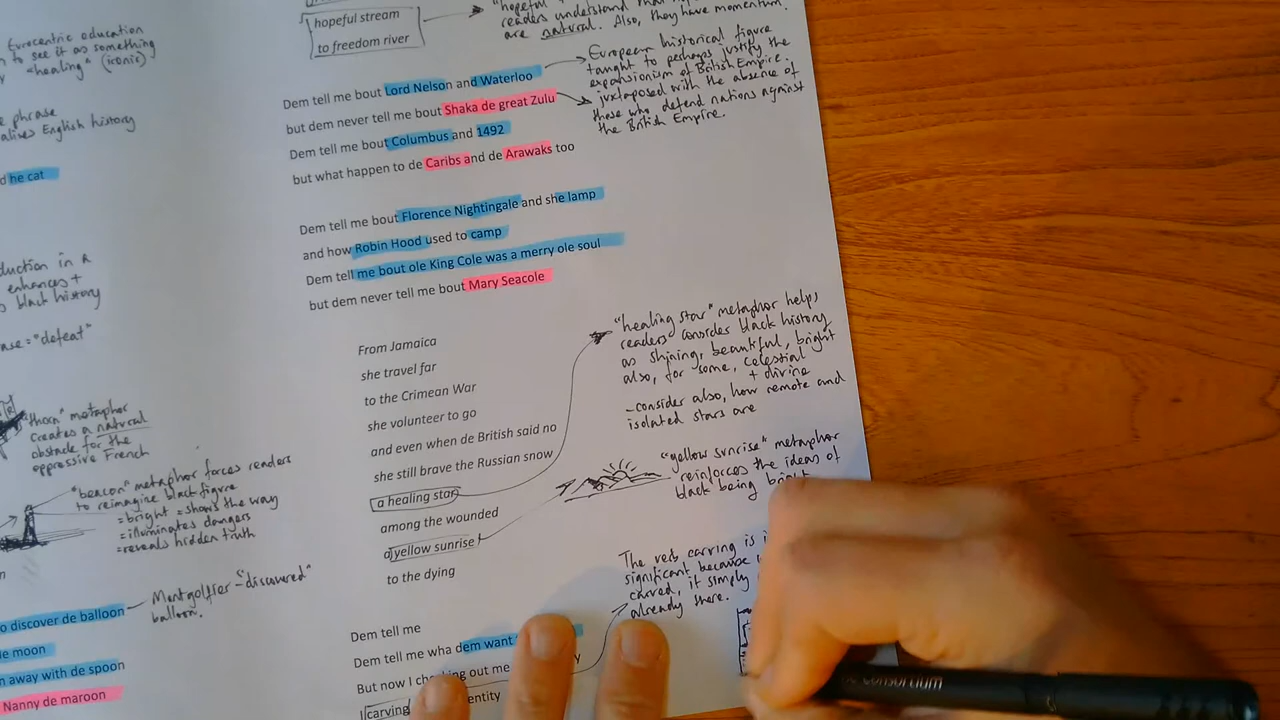 Eurocentric education
to see it as something
"healing" (iconic)
phrase
English history
he cat
duction in a
enhances +
black history
= "defeat"
"thorn" metaphor
creates a natural
obstacle for the
oppressive French
"beacon" metaphor forces readers
to reimagine black figure
= bright = shows the way
= illuminates dangers
= reveals hidden truth
discover de balloon
Montgolfier - "discovered"
balloon.
moon
away with de spoon
Nanny de maroon
hopeful stream
to freedom river
"hopeful
readers understand
are natural. Also, they have momentum.
Dem tell me bout Lord Nelson and Waterloo
but dem never tell me bout Shaka de great Zulu
Dem tell me bout Columbus and 1492
but what happen to de Caribs and de Arawaks too
European historical figure
taught to perhaps justify the
expansionism of British Empire:
juxtaposed with the absence of
those who defend nations against
the British Empire.
Dem tell me bout Florence Nightingale and she lamp
and how Robin Hood used to camp
Dem tell me bout ole King Cole was a merry ole soul
but dem never tell me bout Mary Seacole
From Jamaica
she travel far
to the Crimean War
she volunteer to go
and even when de British said no
she still brave the Russian snow
a healing star
among the wounded
a yellow sunrise
to the dying
"healing star" metaphor helps
readers consider black history
as shining, beautiful, bright
also, for some, celestial
+ divine
- consider also, how remote and
isolated stars are
"yellow sunrise" metaphor
reinforces the ideas of
black being bright
The verb carving is
significant because
carved, it simply
already there.
Dem tell me
Dem tell me wha dem want
But now I checking out me
I carving
entity
consortium